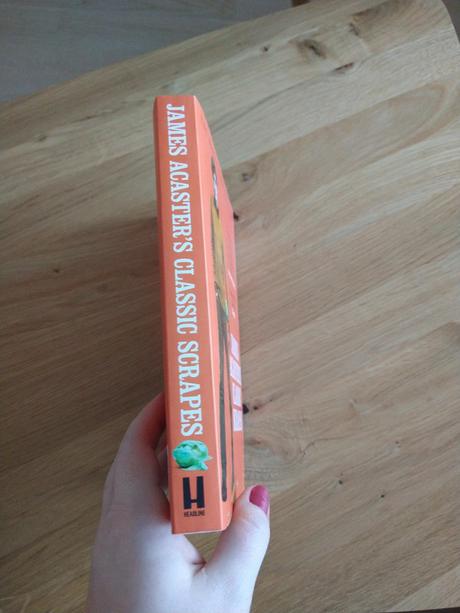 JAMES ACASTER'S CLASSIC SCRAPES
H
HEADLINE